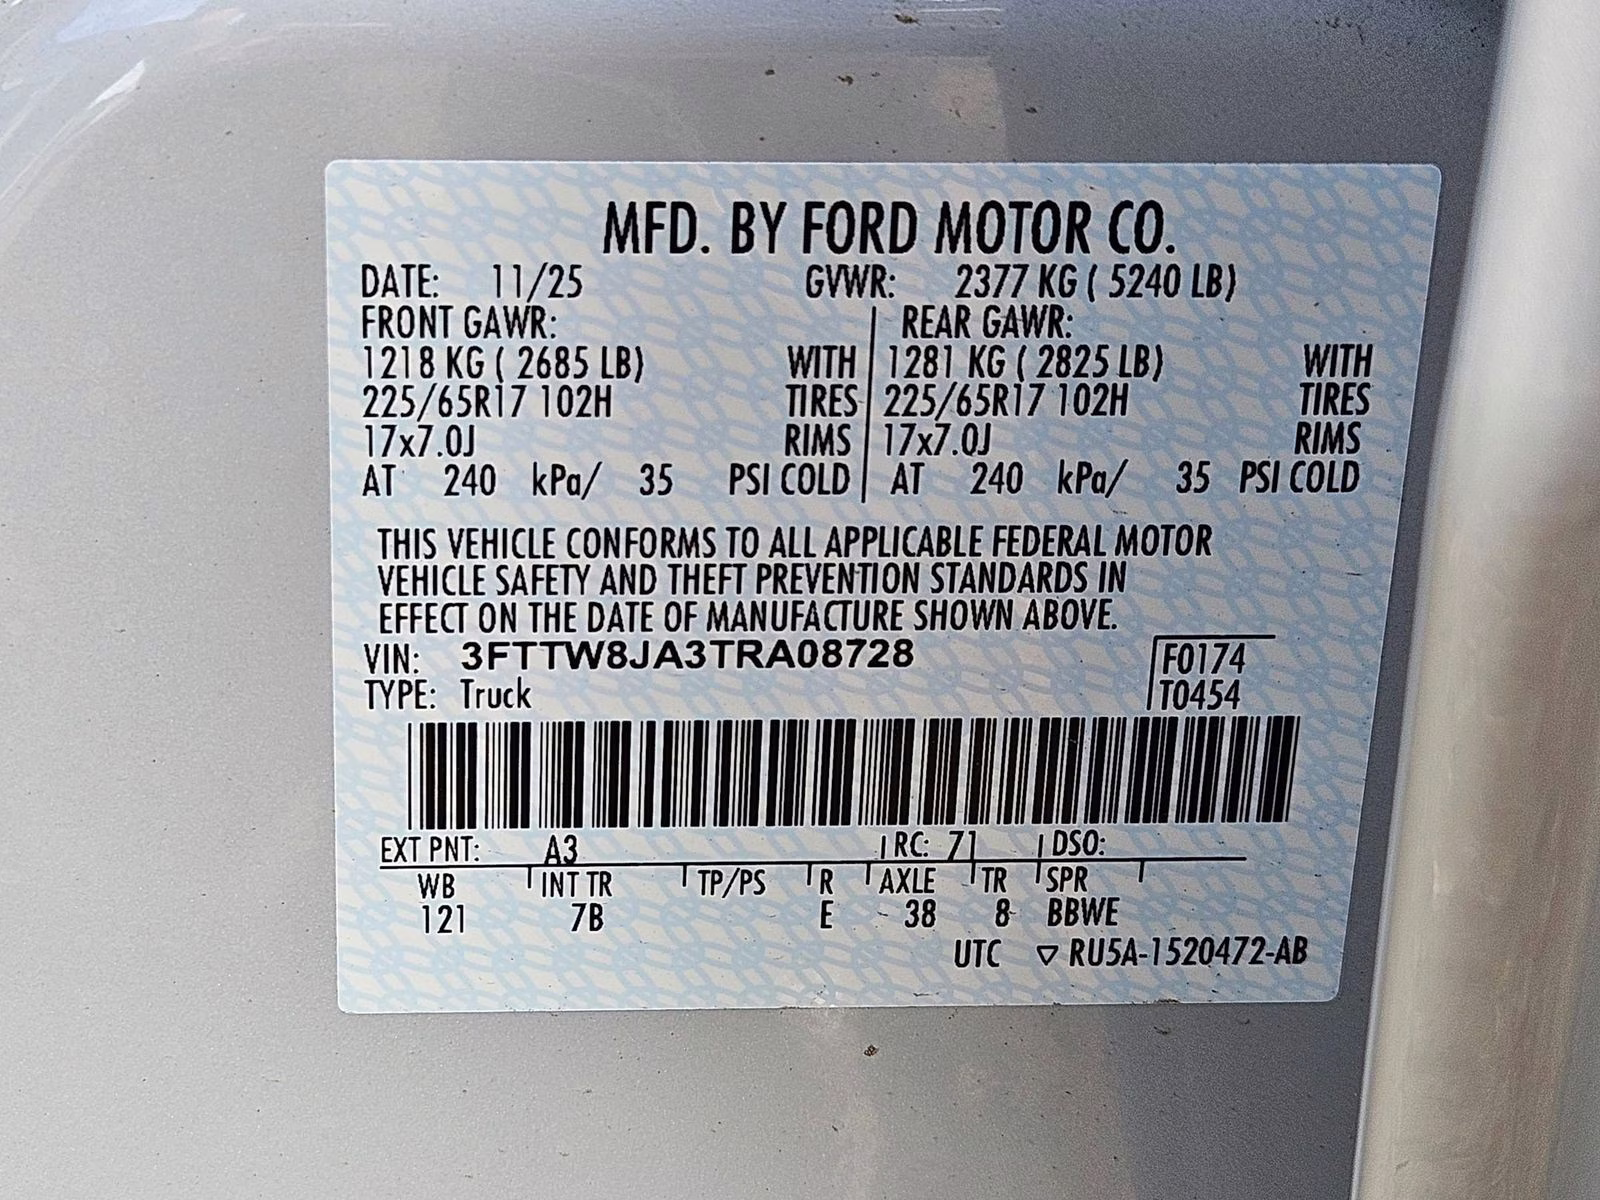 MFD. BY FORD MOTOR CO.
DATE: 11/25 GVWR: 2377 KG ( 5240 LB)
FRONT GAWR: REAR GAWR:
1218 KG ( 2685 LB) WITH 1281 KG ( 2825 LB) WITH
225/65R17 102H TIRES 225/65R17 102H TIRES
17x7.0J RIMS 17x7.0J RIMS
AT 240 kPa/ 35 PSI COLD AT 240 kPa/ 35 PSI COLD
THIS VEHICLE CONFORMS TO ALL APPLICABLE FEDERAL MOTOR
VEHICLE SAFETY AND THEFT PREVENTION STANDARDS IN
EFFECT ON THE DATE OF MANUFACTURE SHOWN ABOVE.
VIN: 3FTTW8JA3TRA08728 F0174
TYPE: Truck T0454
EXT PNT: A3 RC: 71 DSO:
WB INT TR TP/PS R AXLE TR SPR
121 7B E 38 8 BBWE
UTC ▽ RU5A-1520472-AB